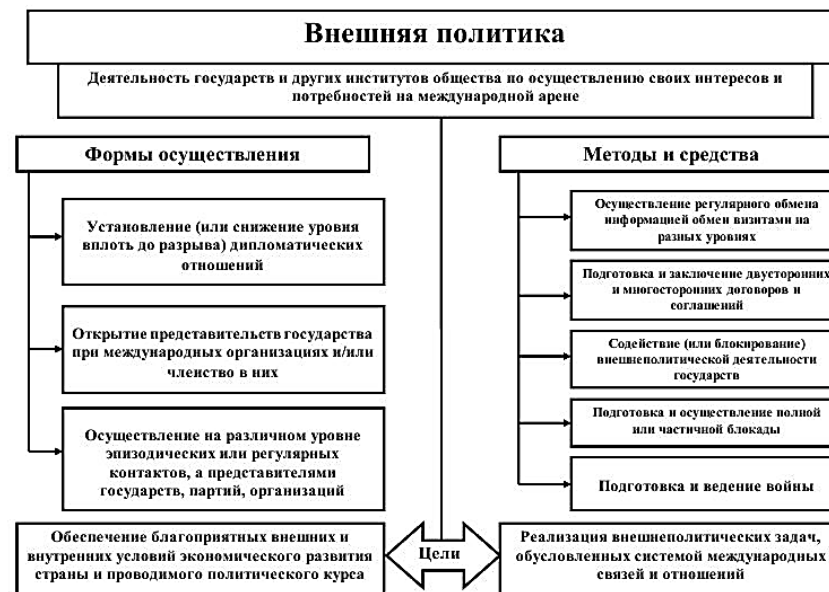 Внешняя политика
Деятельность государств и других институтов общества по осуществлению своих интересов и
потребностей на международной арене
Формы осуществления
Установление (или снижение уровня
вплоть до разрыва) дипломатических
отношений
Открытие представительств государства
при международных организациях и/или
членство в них
Осуществление на различном уровне
эпизодических или регулярных
контактов, а представителями
государств, партий, организаций
Методы и средства
Осуществление регулярного обмена
информацией обмен визитами на
разных уровнях
Подготовка и заключение двусторонних
и многосторонних договоров и
соглашений
Содействие (или блокирование)
внешнеполитической деятельности
государств
Подготовка и осуществление полной
или частичной блокады
Подготовка и ведение войны
Обеспечение благоприятных внешних и
внутренних условий экономического развития
страны и проводимого политического курса
Цели
Реализация внешнеполитических задач,
обусловленных системой международных
связей и отношений